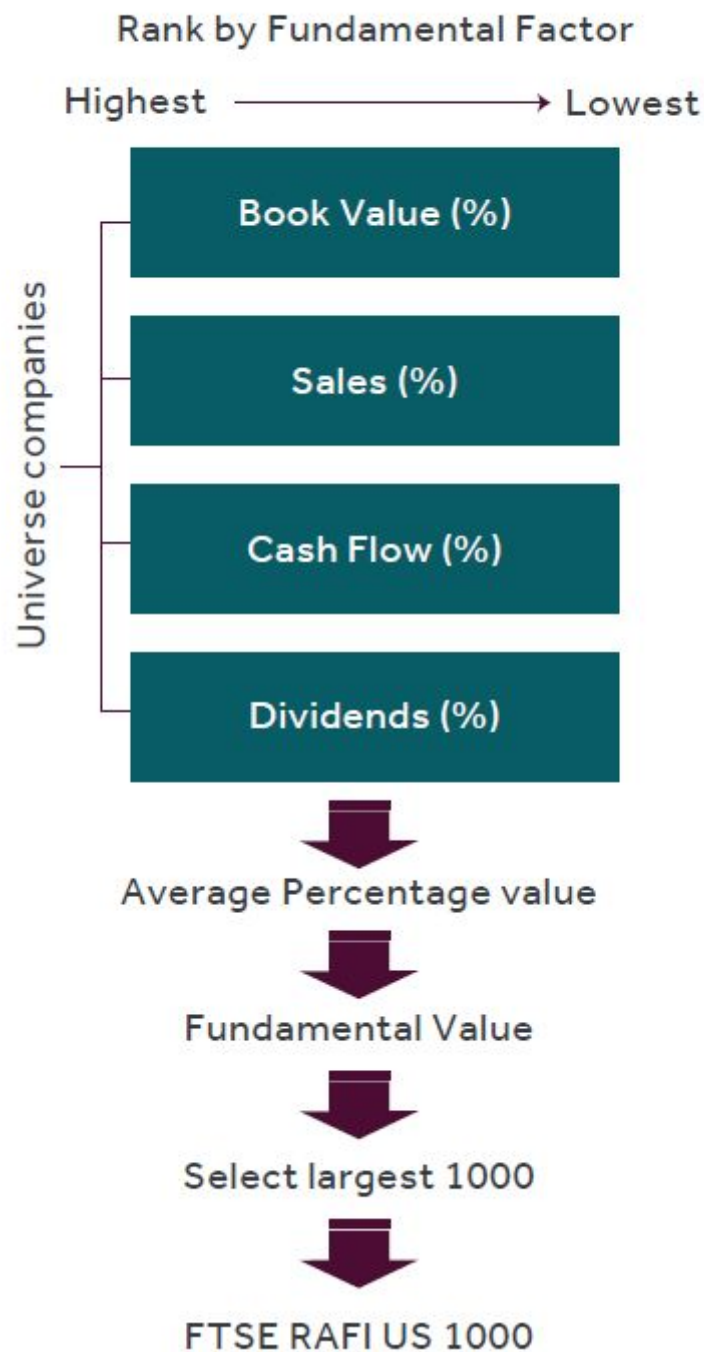 Rank by Fundamental Factor
Highest
Lowest
Universe companies
Book Value (%)
Sales (%)
Cash Flow (%)
Dividends (%)
Average Percentage value
Fundamental Value
Select largest 1000
FTSE RAFI US 1000